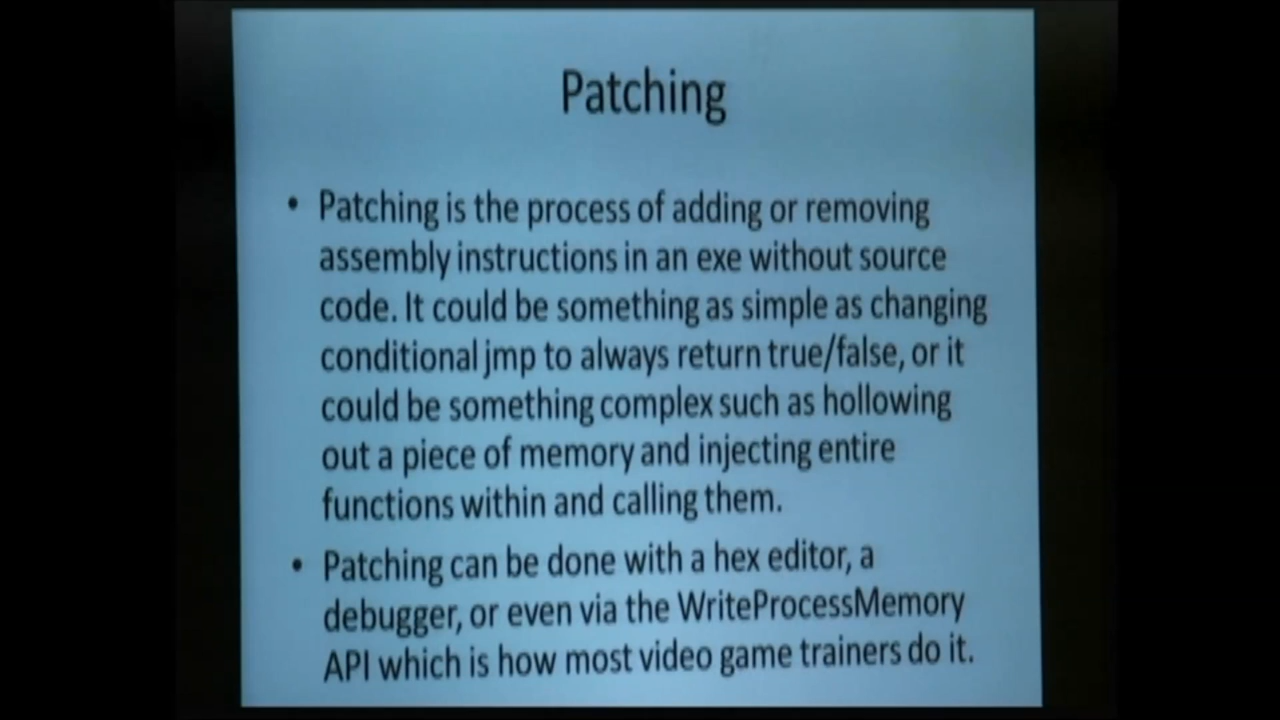 Patching
• Patching is the process of adding or removing
assembly instructions in an exe without source
code. It could be something as simple as changing
conditional jmp to always return true/false, or it
could be something complex such as hollowing
out a piece of memory and injecting entire
functions within and calling them.
• Patching can be done with a hex editor, a
debugger, or even via the WriteProcessMemory
API which is how most video game trainers do it.